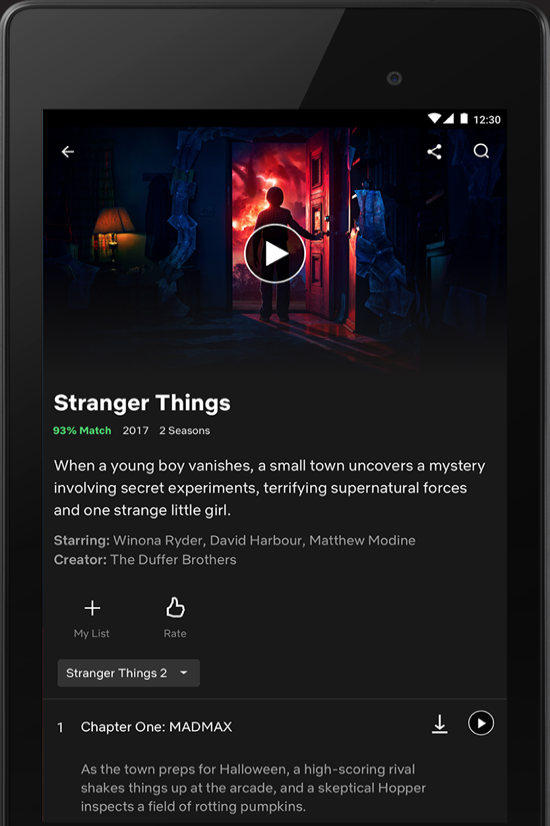 12:30
Stranger Things
93% Match 2017 2 Seasons
When a young boy vanishes, a small town uncovers a mystery
involving secret experiments, terrifying supernatural forces
and one strange little girl.
Starring: Winona Ryder, David Harbour, Matthew Modine
Creator: The Duffer Brothers
My List Rate
Stranger Things 2
1 Chapter One: MADMAX
As the town preps for Halloween, a high-scoring rival
shakes things up at the arcade, and a skeptical Hopper
inspects a field of rotting pumpkins.